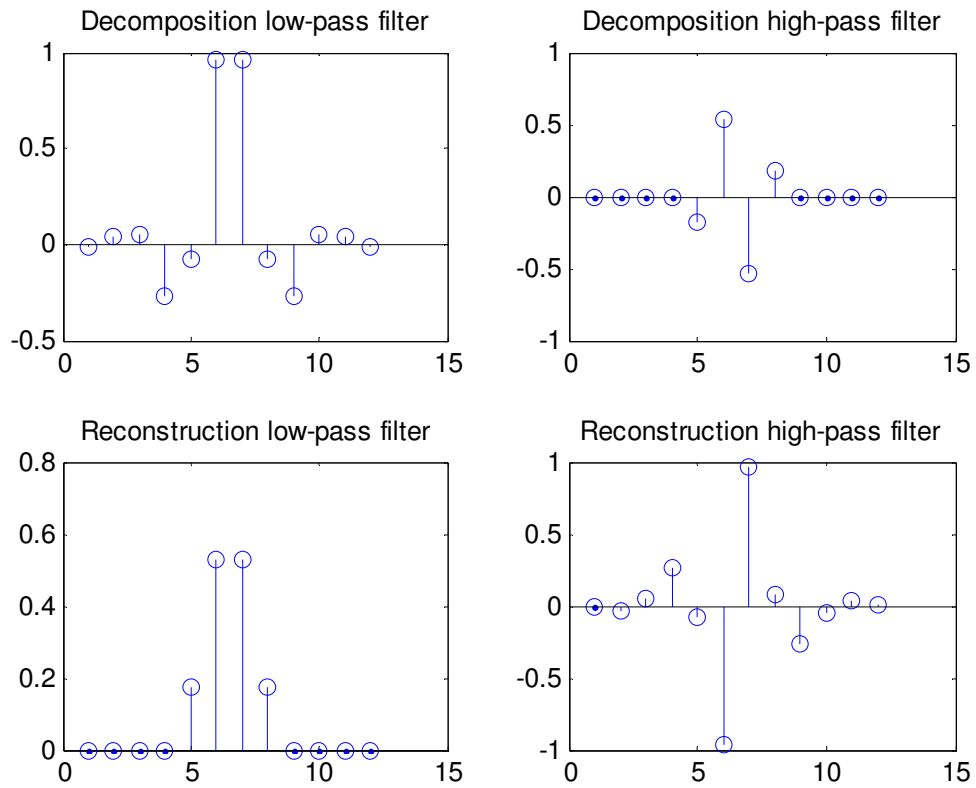 Decomposition low-pass filter
1
0.5
0
-0.5
0 5 10 15
Decomposition high-pass filter
1
0.5
0
-0.5
-1
0 5 10 15
Reconstruction low-pass filter
0.8
0.6
0.4
0.2
0
0 5 10 15
Reconstruction high-pass filter
1
0.5
0
-0.5
-1
0 5 10 15